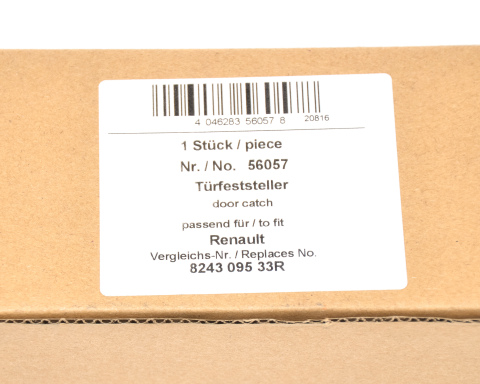 4 046283 56057 8 20816
1 Stück / piece
Nr. / No. 56057
Türfeststeller
door catch
passend für / to fit
Renault
Vergleichs-Nr. / Replaces No.
8243 095 33R